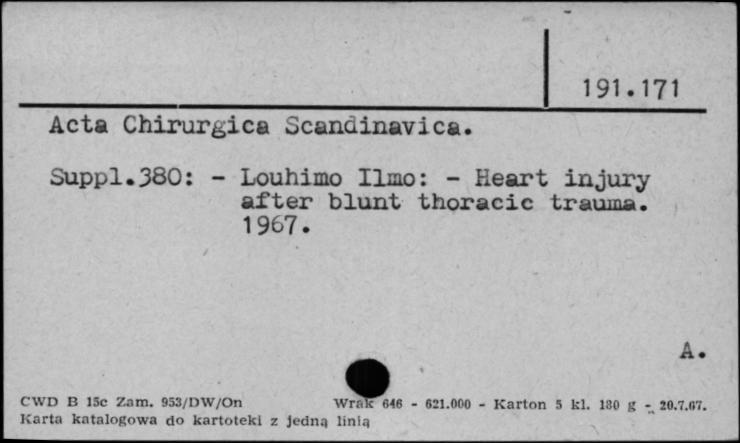 191.171
Acta Chirurgica Scandinavica.
Suppl.380: - Louhimo Ilmo: - Heart injury
after blunt thoracic trauma.
1967.
A.
CWD B 15c Zam. 953/DW/On Wrak 646 - 621.000 - Karton 5 kl. 180 g - 20.7.67.
Karta katalogowa do kartoteki z jedną linią